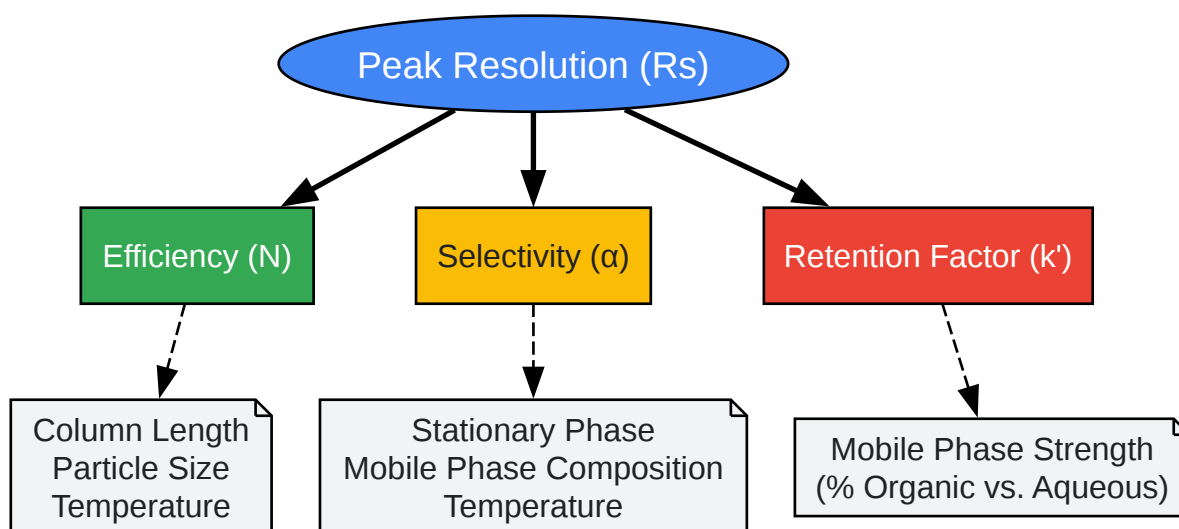 Peak Resolution (Rs)
Efficiency (N)
Selectivity (α)
Retention Factor (k')
Column Length
Particle Size
Temperature
Stationary Phase
Mobile Phase Composition
Temperature
Mobile Phase Strength
(% Organic vs. Aqueous)